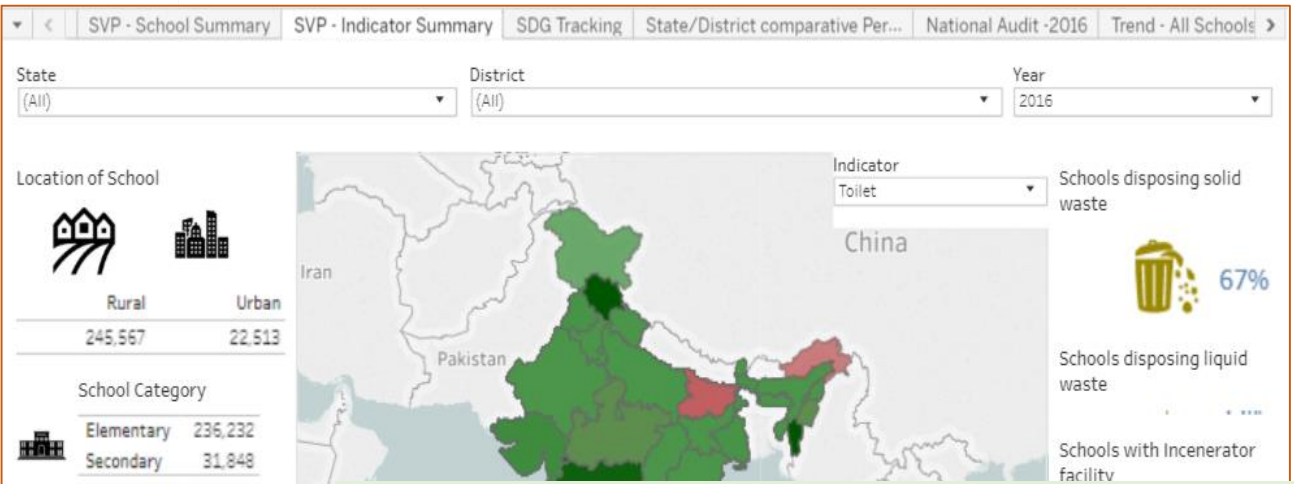 SVP - School Summary
SVP - Indicator Summary
SDG Tracking
State/District comparative Per...
National Audit -2016
Trend - All Schools
State
District
Year
(All)
(All)
2016
Location of School
Rural Urban
245,567 22,513
School Category
Elementary 236,232
Secondary 31,848
Iran
Pakistan
China
Indicator
Toilet
Schools disposing solid
waste
67%
Schools disposing liquid
waste
Schools with Incenerator
facility